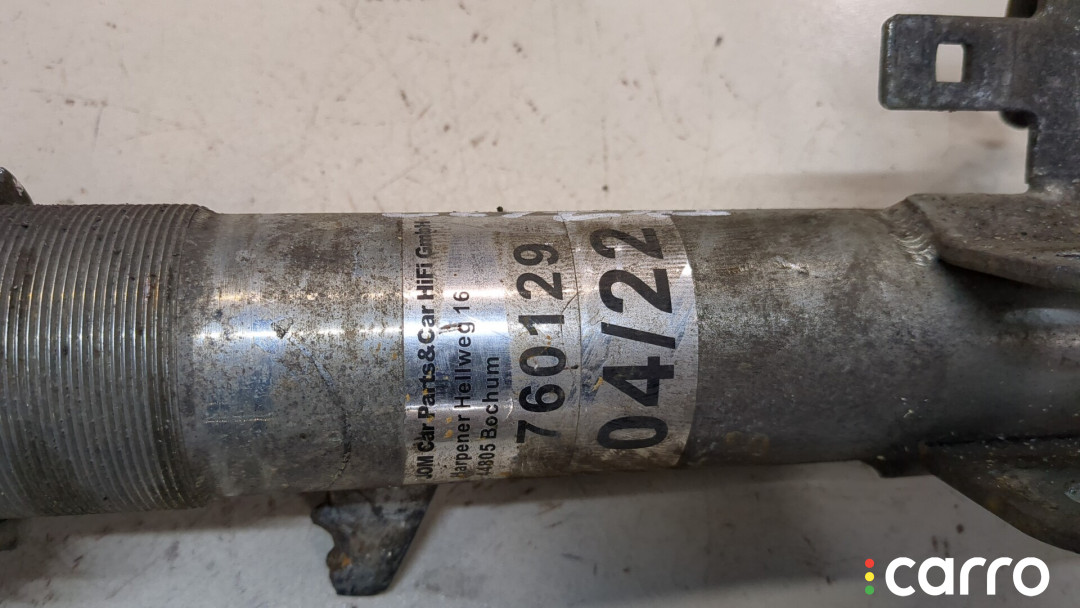 JOM Car Parts&Car HiFi GmbH
Harpener Hellweg 16
44805 Bochum
760129
04/22
carro